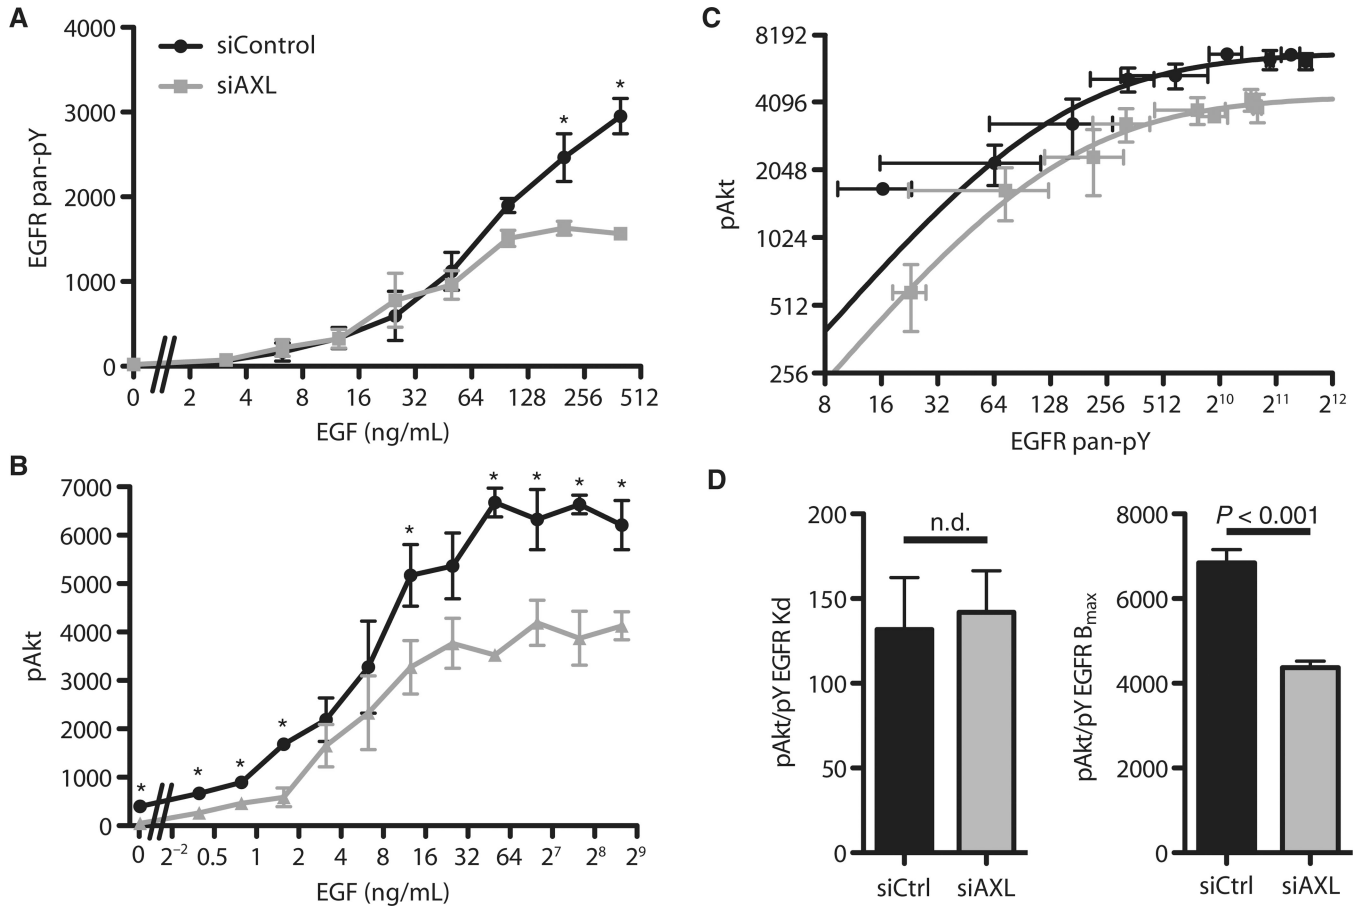 A
4000
3000
2000
1000
0
EGFR pan-pY
siControl
siAXL
*
*
0 2 4 8 16 32 64 128 256 512
EGF (ng/mL)
B
7000
6000
5000
4000
3000
2000
1000
0
pAkt
* * * * * * * * *
0 2⁻² 0.5 1 2 4 8 16 32 64 2⁷ 2⁸ 2⁹
EGF (ng/mL)
C
8192
4096
2048
1024
512
256
pAkt
8 16 32 64 128 256 512 2¹⁰ 2¹¹ 2¹²
EGFR pan-pY
D
200
150
100
50
0
pAkt/pY EGFR Kd
n.d.
siCtrl siAXL
8000
6000
4000
2000
0
pAkt/pY EGFR Bmax
P < 0.001
siCtrl siAXL